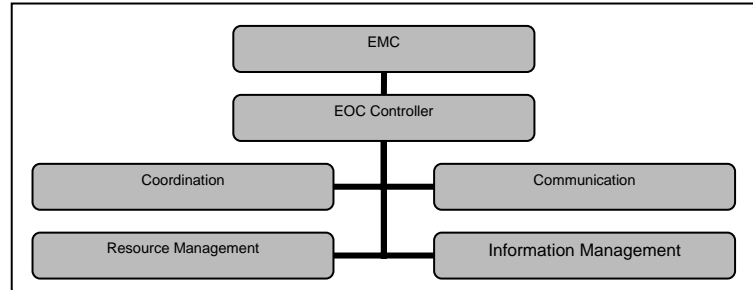 EMC
EOC Controller
Coordination
Communication
Resource Management
Information Management